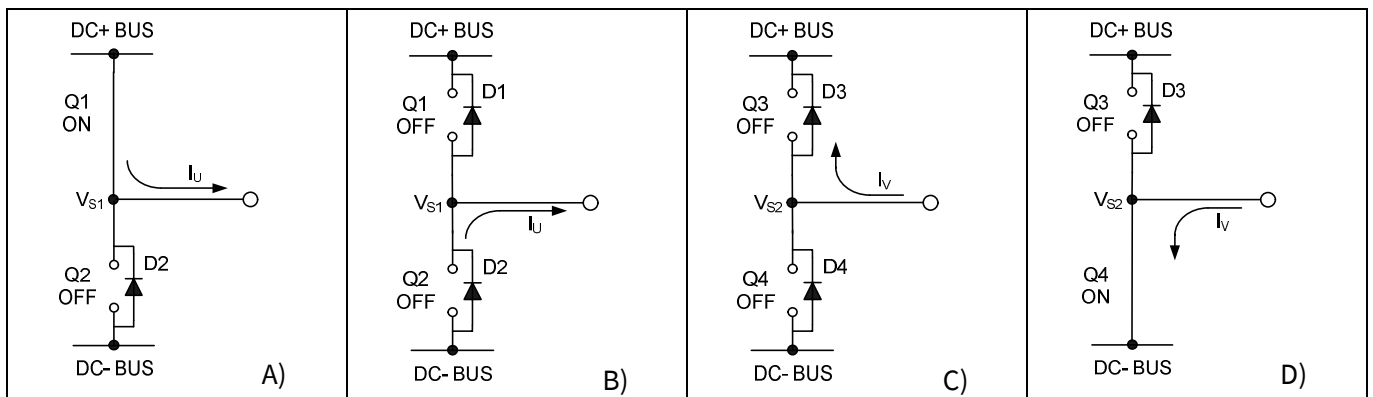 DC+ BUS
Q1
ON
I_U
V_S1
Q2
OFF
D2
DC- BUS
A)
DC+ BUS
D1
Q1
OFF
V_S1
I_U
D2
Q2
OFF
DC- BUS
B)
DC+ BUS
D3
Q3
OFF
I_V
V_S2
D4
Q4
OFF
DC- BUS
C)
DC+ BUS
D3
Q3
OFF
V_S2
I_V
Q4
ON
DC- BUS
D)